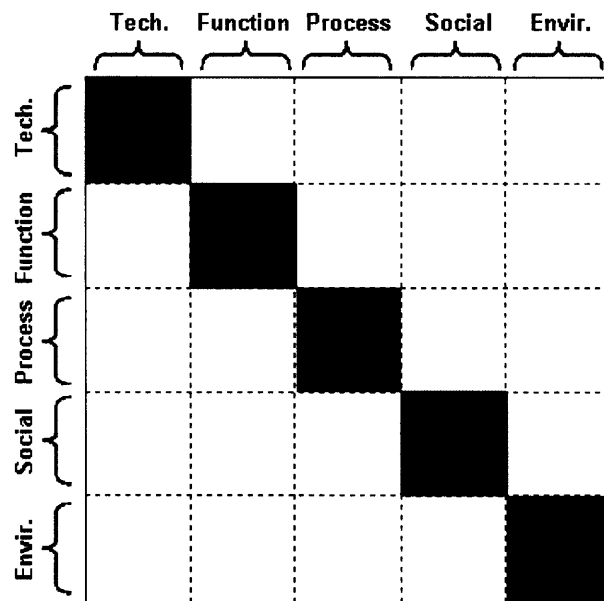 Tech. Function Process Social Envir.
Tech.
Function
Process
Social
Envir.